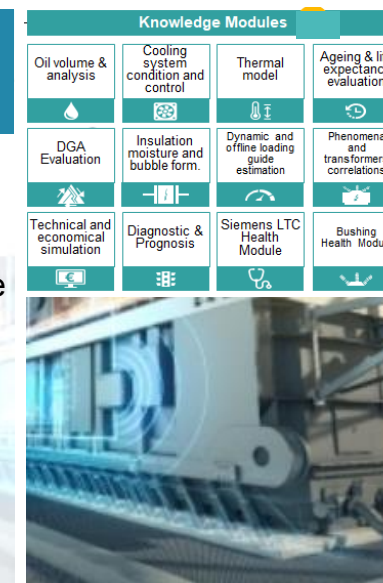 Knowledge Modules
Oil volume &
analysis
Cooling
system
condition and
control
Thermal
model
Ageing & li
expectanc
evaluation
DGA
Evaluation
Insulation
moisture and
bubble form.
Dynamic and
offline loading
guide
estimation
Phenomena
and
transformer
correlations
Technical and
economical
simulation
Diagnostic &
Prognosis
Siemens LTC
Health
Module
Bushing
Health Modu
e